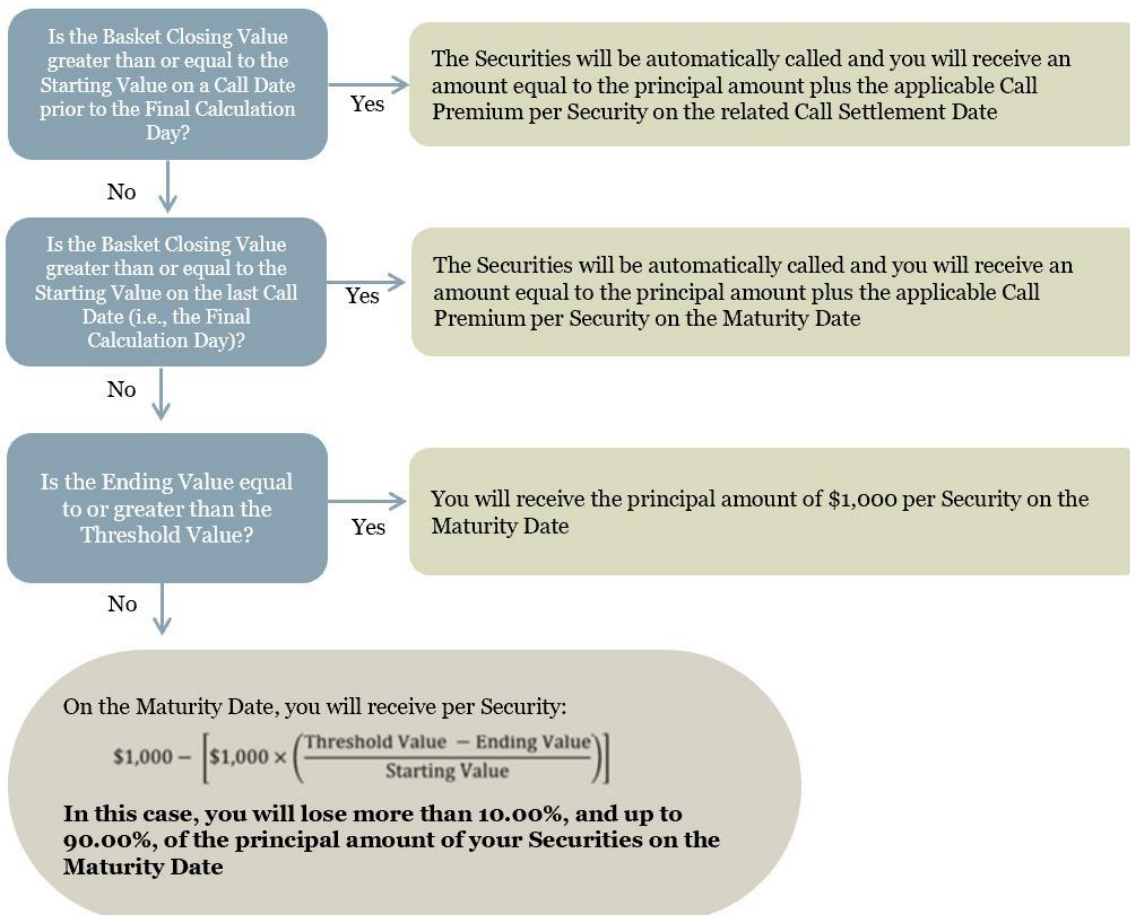 Is the Basket Closing Value
greater than or equal to the
Starting Value on a Call Date
prior to the Final Calculation
Day?
Yes
The Securities will be automatically called and you will receive an
amount equal to the principal amount plus the applicable Call
Premium per Security on the related Call Settlement Date
No
Is the Basket Closing Value
greater than or equal to the
Starting Value on the last Call
Date (i.e., the Final
Calculation Day)?
Yes
The Securities will be automatically called and you will receive an
amount equal to the principal amount plus the applicable Call
Premium per Security on the Maturity Date
No
Is the Ending Value equal
to or greater than the
Threshold Value?
Yes
You will receive the principal amount of $1,000 per Security on the
Maturity Date
No
On the Maturity Date, you will receive per Security:
$1,000 − [$1,000 × (Threshold Value − Ending Value / Starting Value)]
In this case, you will lose more than 10.00%, and up to
90.00%, of the principal amount of your Securities on the
Maturity Date